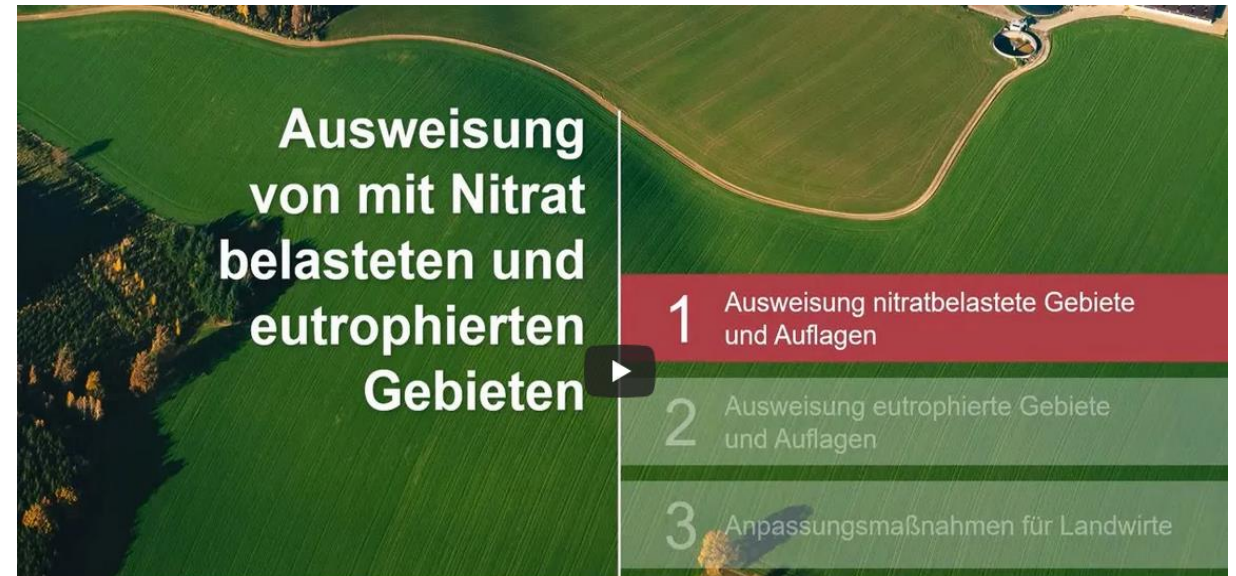 Ausweisung
von mit Nitrat
belasteten und
eutrophierten
Gebieten
1 Ausweisung nitratbelastete Gebiete
und Auflagen
2 Ausweisung eutrophierte Gebiete
und Auflagen
3 Anpassungsmaßnahmen für Landwirte